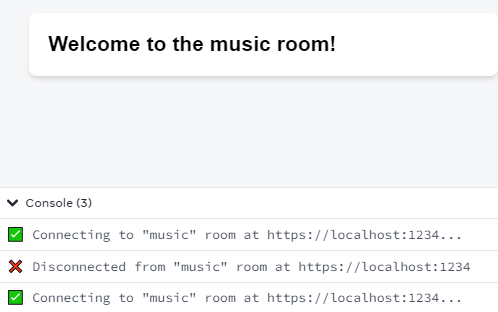 Welcome to the music room!
Console (3)
✅ Connecting to "music" room at https://localhost:1234...
❌ Disconnected from "music" room at https://localhost:1234
✅ Connecting to "music" room at https://localhost:1234...